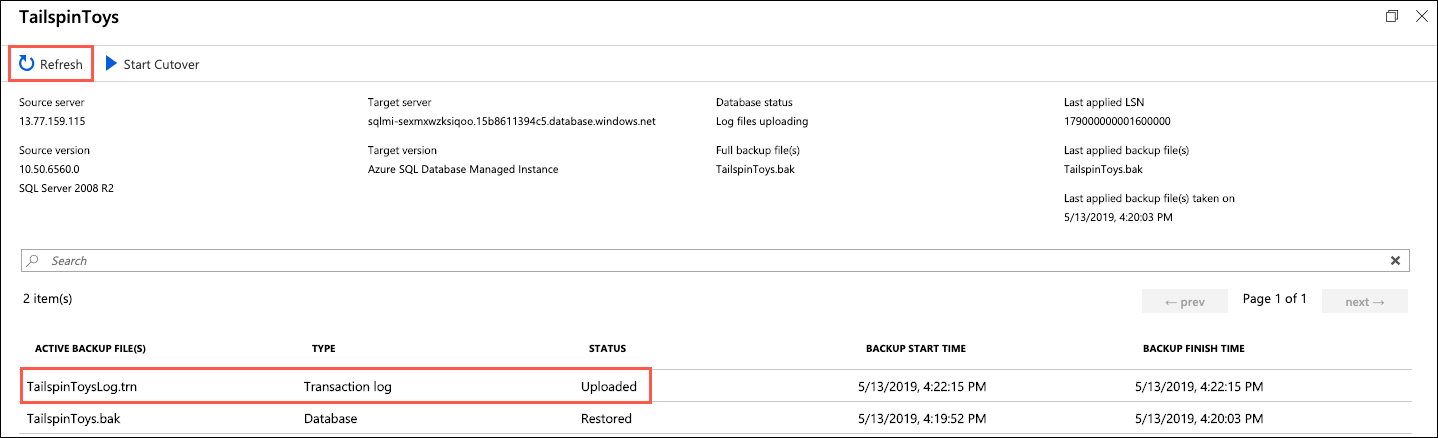 TailspinToys
Refresh
Start Cutover
Source server
13.77.159.115
Source version
10.50.6560.0
SQL Server 2008 R2
Target server
sqlmi-sexmxwzksiqoo.15b8611394c5.database.windows.net
Target version
Azure SQL Database Managed Instance
Database status
Log files uploading
Full backup file(s)
TailspinToys.bak
Last applied LSN
179000000001600000
Last applied backup file(s)
TailspinToys.bak
Last applied backup file(s) taken on
5/13/2019, 4:20:03 PM
Search
2 item(s)
← prev Page 1 of 1 next →
ACTIVE BACKUP FILE(S) TYPE STATUS BACKUP START TIME BACKUP FINISH TIME
TailspinToysLog.trn Transaction log Uploaded 5/13/2019, 4:22:15 PM 5/13/2019, 4:22:15 PM
TailspinToys.bak Database Restored 5/13/2019, 4:19:52 PM 5/13/2019, 4:20:03 PM